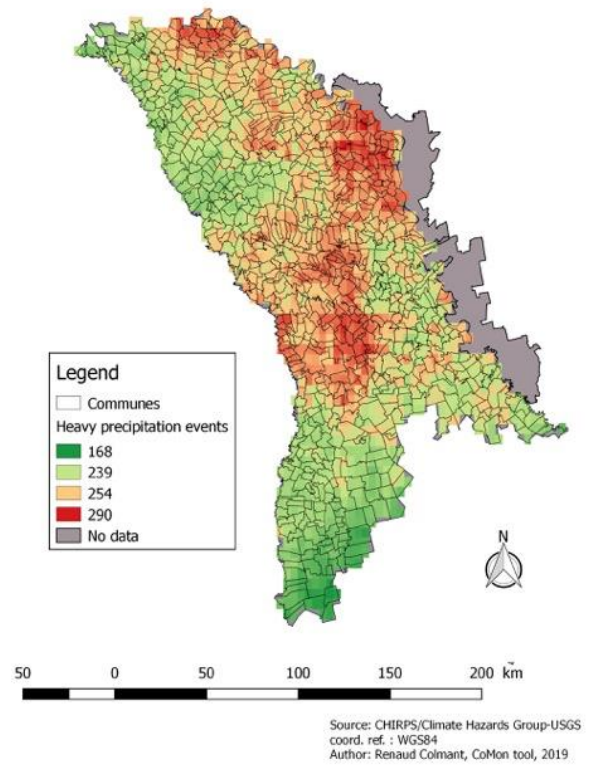 Legend
Communes
Heavy precipitation events
168
239
254
290
No data
N
50 0 50 100 150 200 km
Source: CHIRPS/Climate Hazards Group-USGS
coord. ref. : WGS84
Author: Renaud Colmant, CoMon tool, 2019